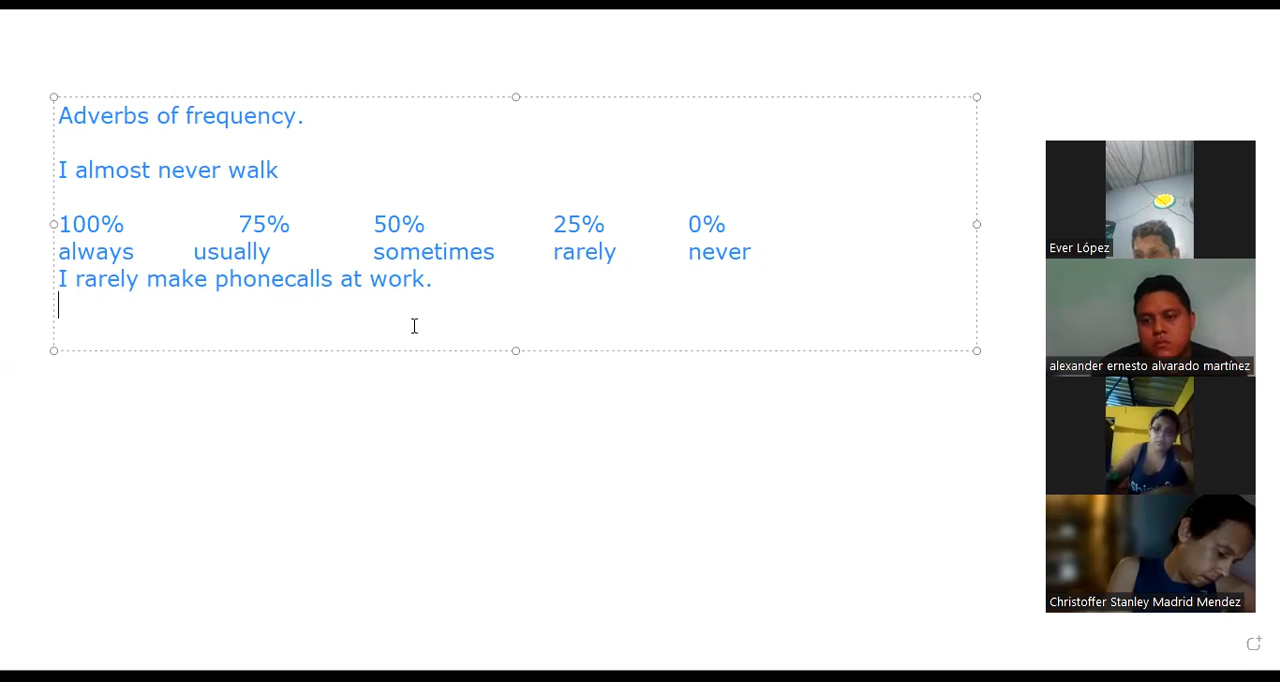 Adverbs of frequency.
I almost never walk
100% 75% 50% 25% 0%
always usually sometimes rarely never
I rarely make phonecalls at work.
Ever López
alexander ernesto alvarado martínez
Christoffer Stanley Madrid Mendez